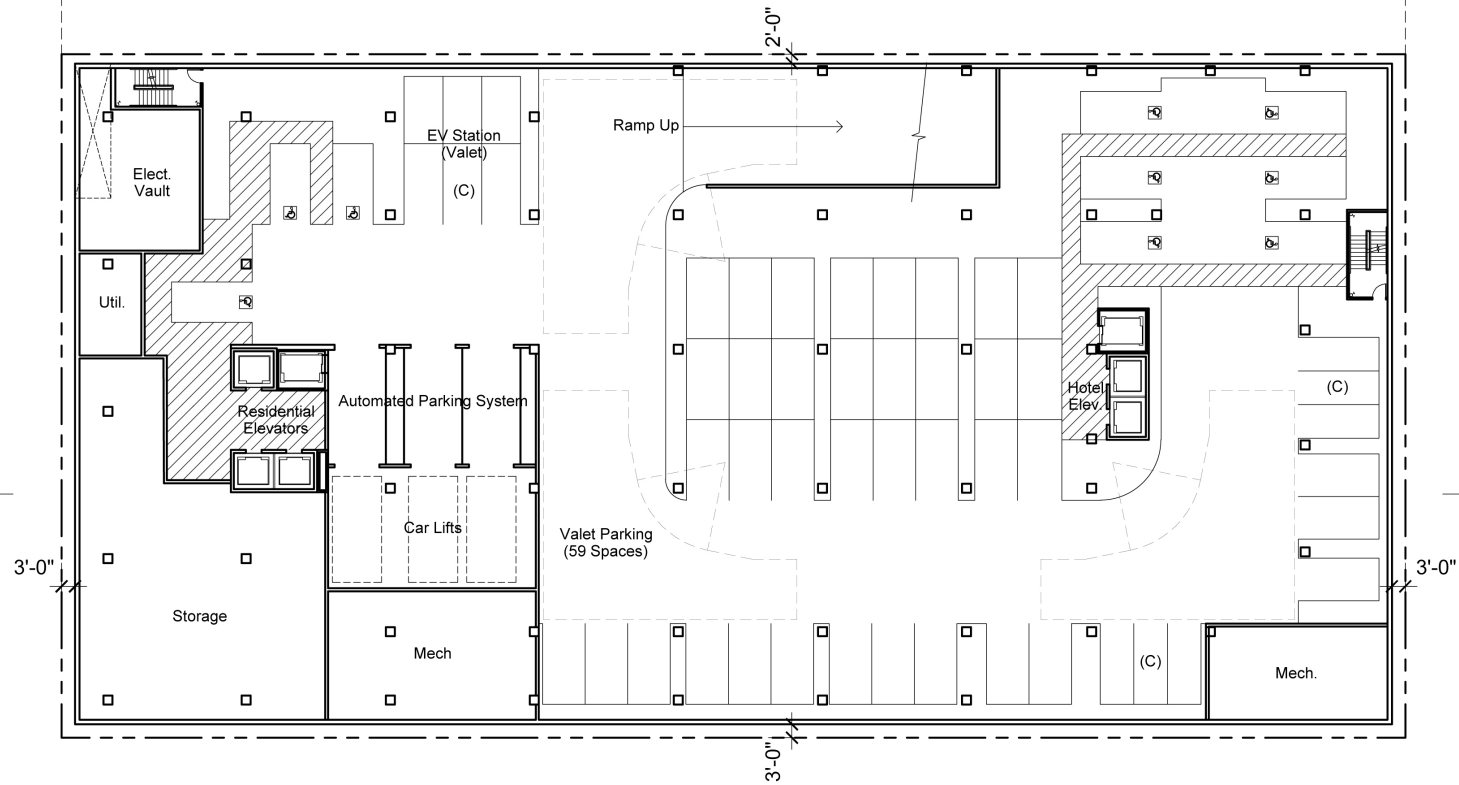 2'-0"
EV Station
(Valet)
(C)
Ramp Up
Elect.
Vault
Util.
Residential
Elevators
Automated Parking System
Hotel
Elev.
(C)
Car Lifts
Valet Parking
(59 Spaces)
3'-0"
3'-0"
Storage
Mech
(C)
Mech.
3'-0"